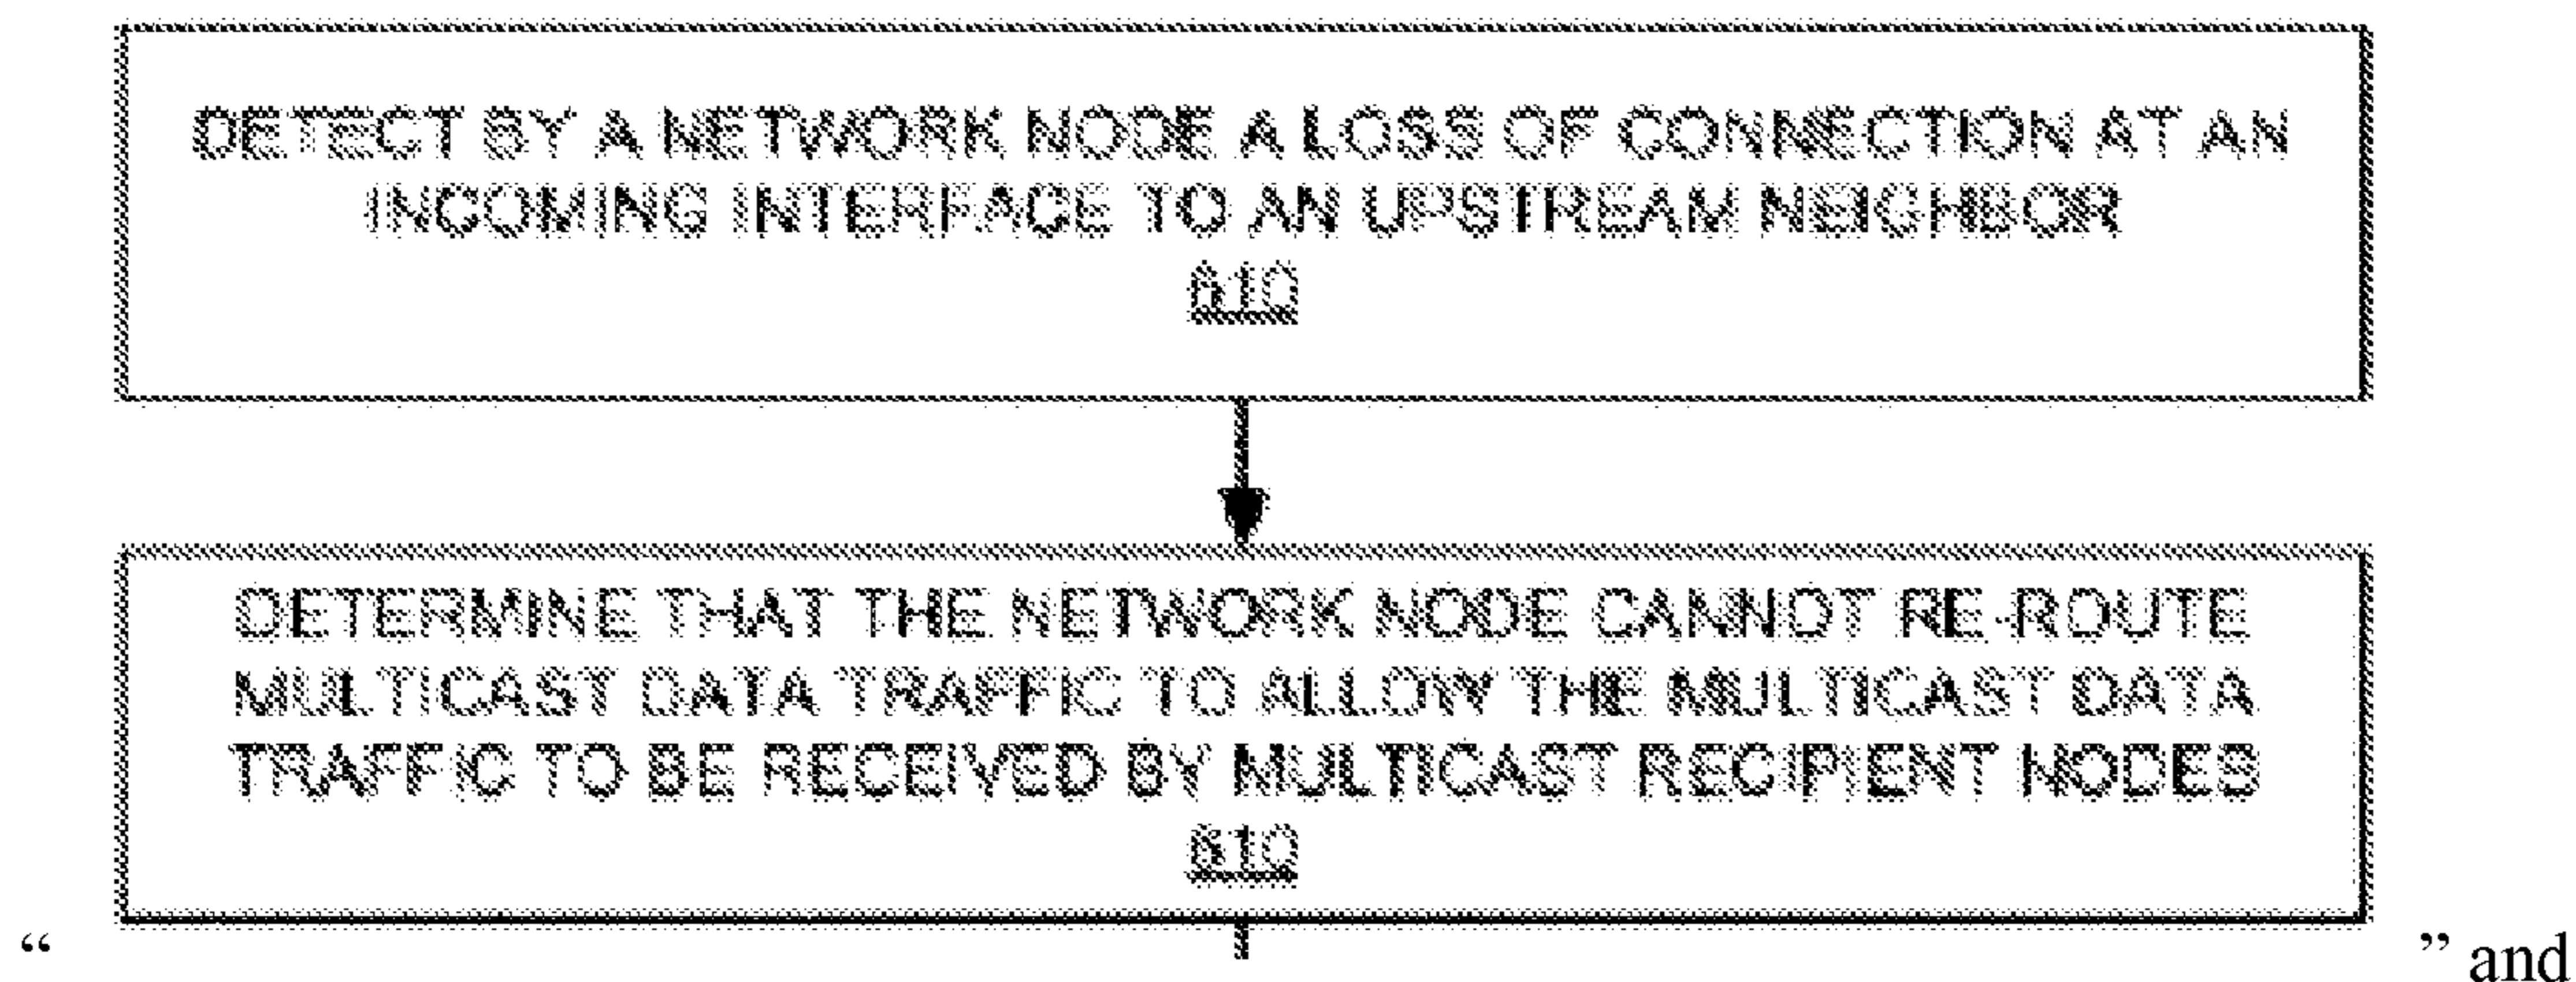 DETECT BY A NETWORK NODE A LOSS OF CONNECTION AT AN
INCOMING INTERFACE TO AN UPSTREAM NEIGHBOR
610
DETERMINE THAT THE NETWORK NODE CANNOT RE-ROUTE
MULTICAST DATA TRAFFIC TO ALLOW THE MULTICAST DATA
TRAFFIC TO BE RECEIVED BY MULTICAST RECIPIENT NODES
610
“ ” and